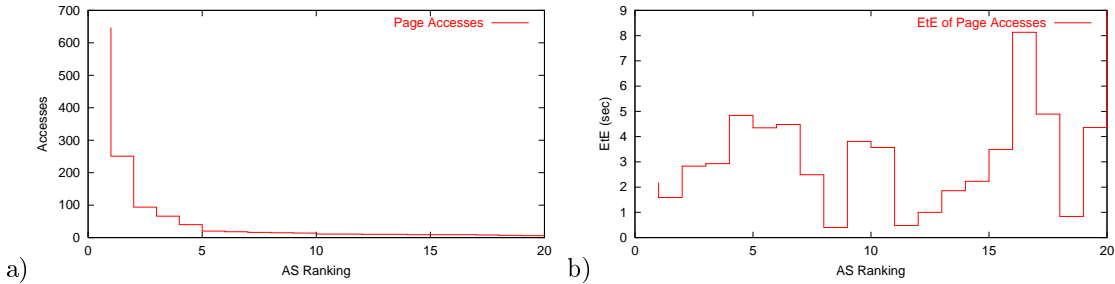 700
600
500
400
300
200
100
0
Accesses
Page Accesses
0 5 10 15 20
AS Ranking
a)
9
8
7
6
5
4
3
2
1
0
EtE (sec)
EtE of Page Accesses
0 5 10 15 20
AS Ranking
b)